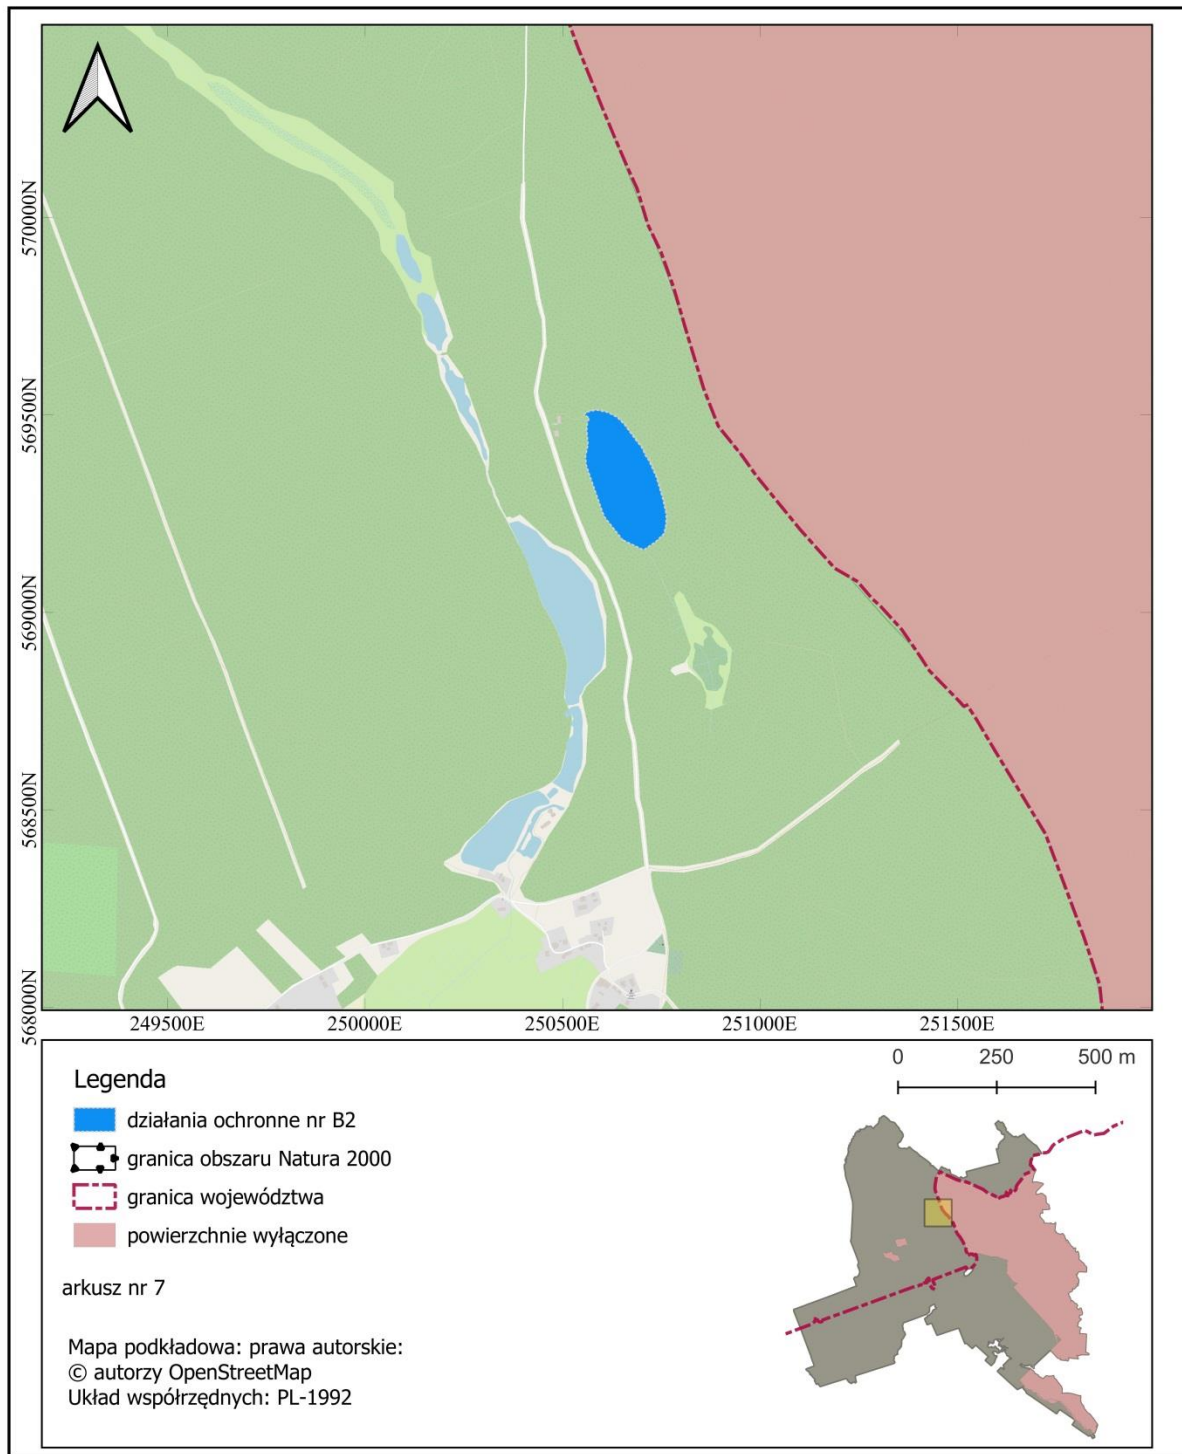 570000N
569500N
569000N
568500N
568000N
249500E
250000E
250500E
251000E
251500E
Legenda
działania ochronne nr B2
granica obszaru Natura 2000
granica województwa
powierzchnie wyłączone
arkusz nr 7
Mapa podkładowa: prawa autorskie:
© autorzy OpenStreetMap
Układ współrzędnych: PL-1992
0 250 500 m